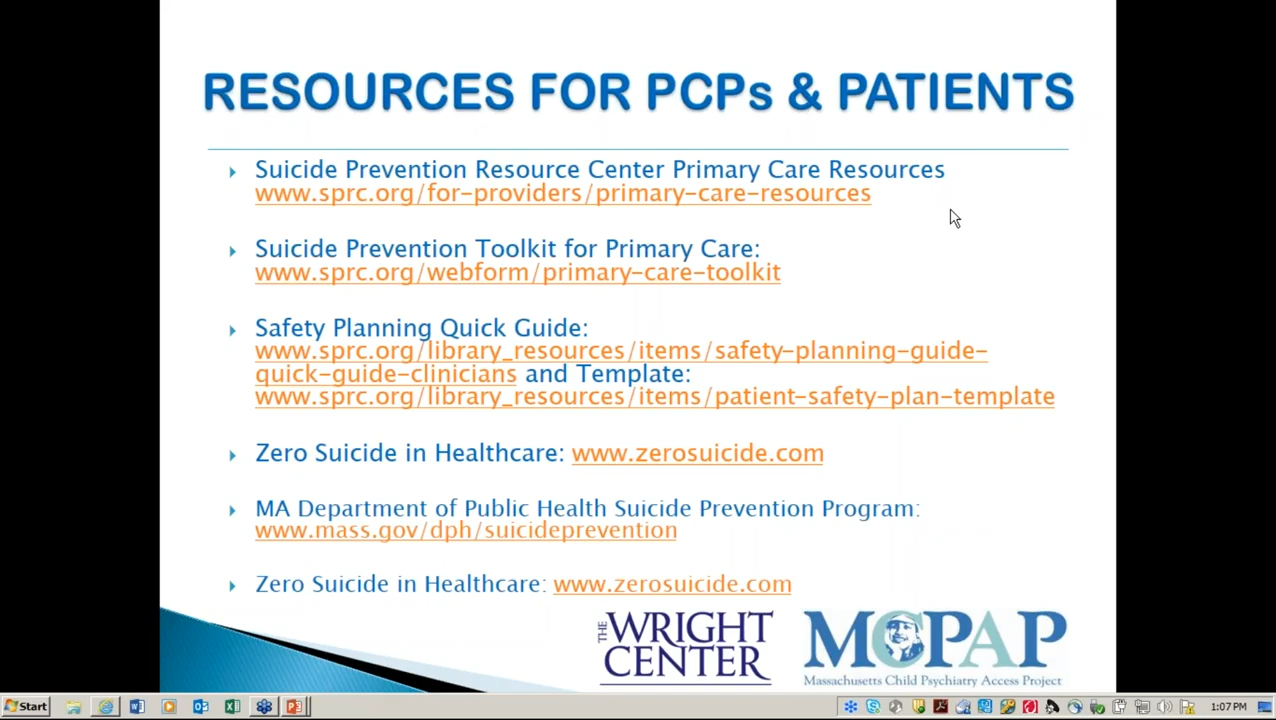 RESOURCES FOR PCPs & PATIENTS
Suicide Prevention Resource Center Primary Care Resources
www.sprc.org/for-providers/primary-care-resources
Suicide Prevention Toolkit for Primary Care:
www.sprc.org/webform/primary-care-toolkit
Safety Planning Quick Guide:
www.sprc.org/library_resources/items/safety-planning-guide-
quick-guide-clinicians and Template:
www.sprc.org/library_resources/items/patient-safety-plan-template
Zero Suicide in Healthcare: www.zerosuicide.com
MA Department of Public Health Suicide Prevention Program:
www.mass.gov/dph/suicideprevention
Zero Suicide in Healthcare: www.zerosuicide.com
THE WRIGHT
CENTER
MCPAP
Massachusetts Child Psychiatry Access Project
Start
1:07 PM